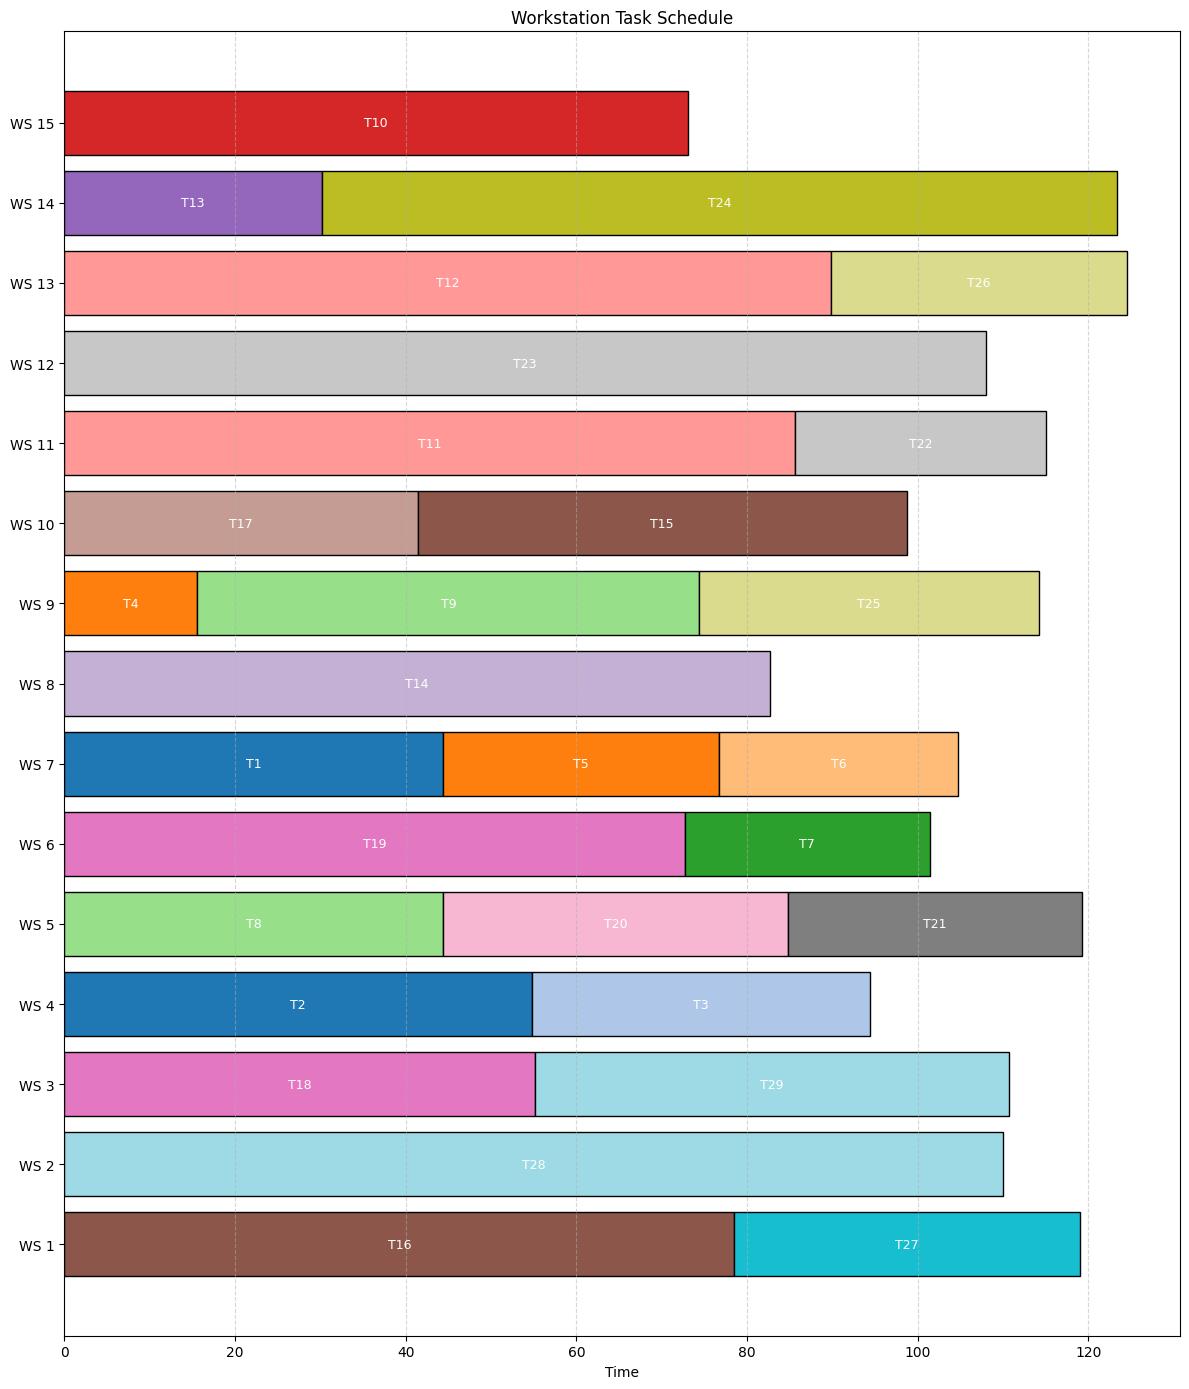 Workstation Task Schedule
WS 15 T10
WS 14 T13 T24
WS 13 T12 T26
WS 12 T23
WS 11 T11 T22
WS 10 T17 T15
WS 9 T4 T9 T25
WS 8 T14
WS 7 T1 T5 T6
WS 6 T19 T7
WS 5 T8 T20 T21
WS 4 T2 T3
WS 3 T18 T29
WS 2 T28
WS 1 T16 T27
0 20 40 60 80 100 120
Time